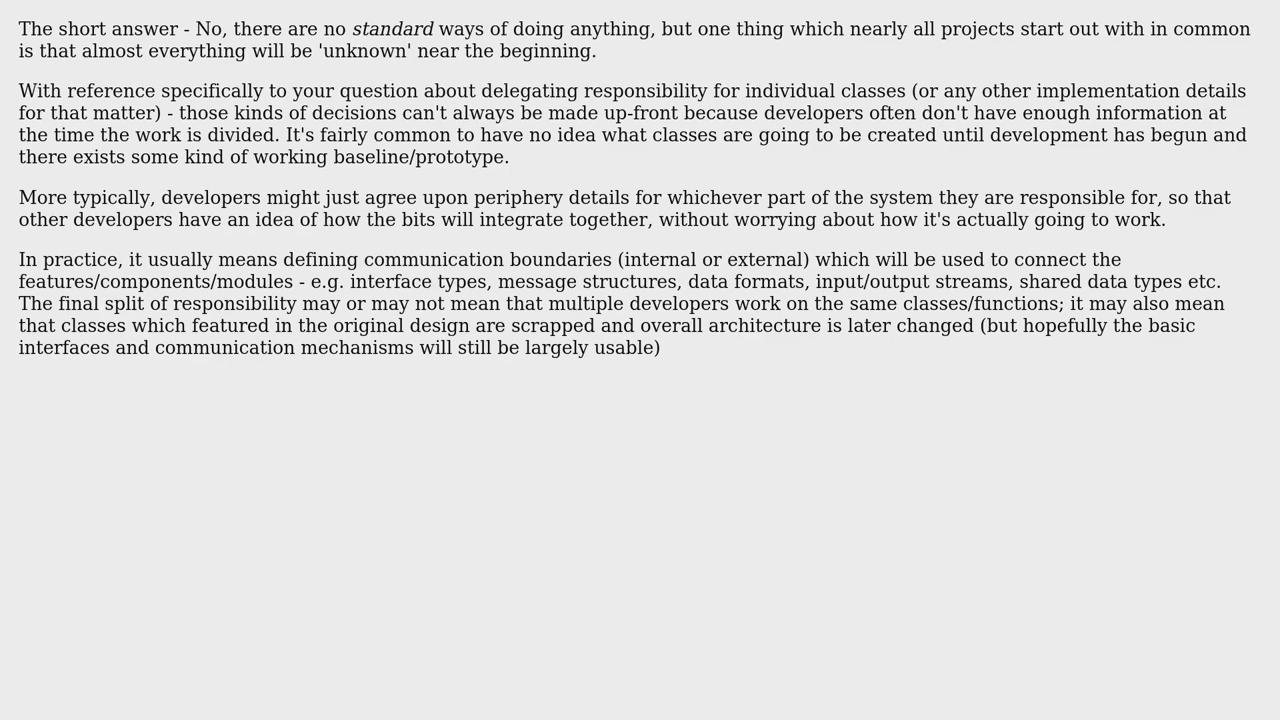 The short answer - No, there are no standard ways of doing anything, but one thing which nearly all projects start out with in common
is that almost everything will be 'unknown' near the beginning.
With reference specifically to your question about delegating responsibility for individual classes (or any other implementation details
for that matter) - those kinds of decisions can't always be made up-front because developers often don't have enough information at
the time the work is divided. It's fairly common to have no idea what classes are going to be created until development has begun and
there exists some kind of working baseline/prototype.
More typically, developers might just agree upon periphery details for whichever part of the system they are responsible for, so that
other developers have an idea of how the bits will integrate together, without worrying about how it's actually going to work.
In practice, it usually means defining communication boundaries (internal or external) which will be used to connect the
features/components/modules - e.g. interface types, message structures, data formats, input/output streams, shared data types etc.
The final split of responsibility may or may not mean that multiple developers work on the same classes/functions; it may also mean
that classes which featured in the original design are scrapped and overall architecture is later changed (but hopefully the basic
interfaces and communication mechanisms will still be largely usable)